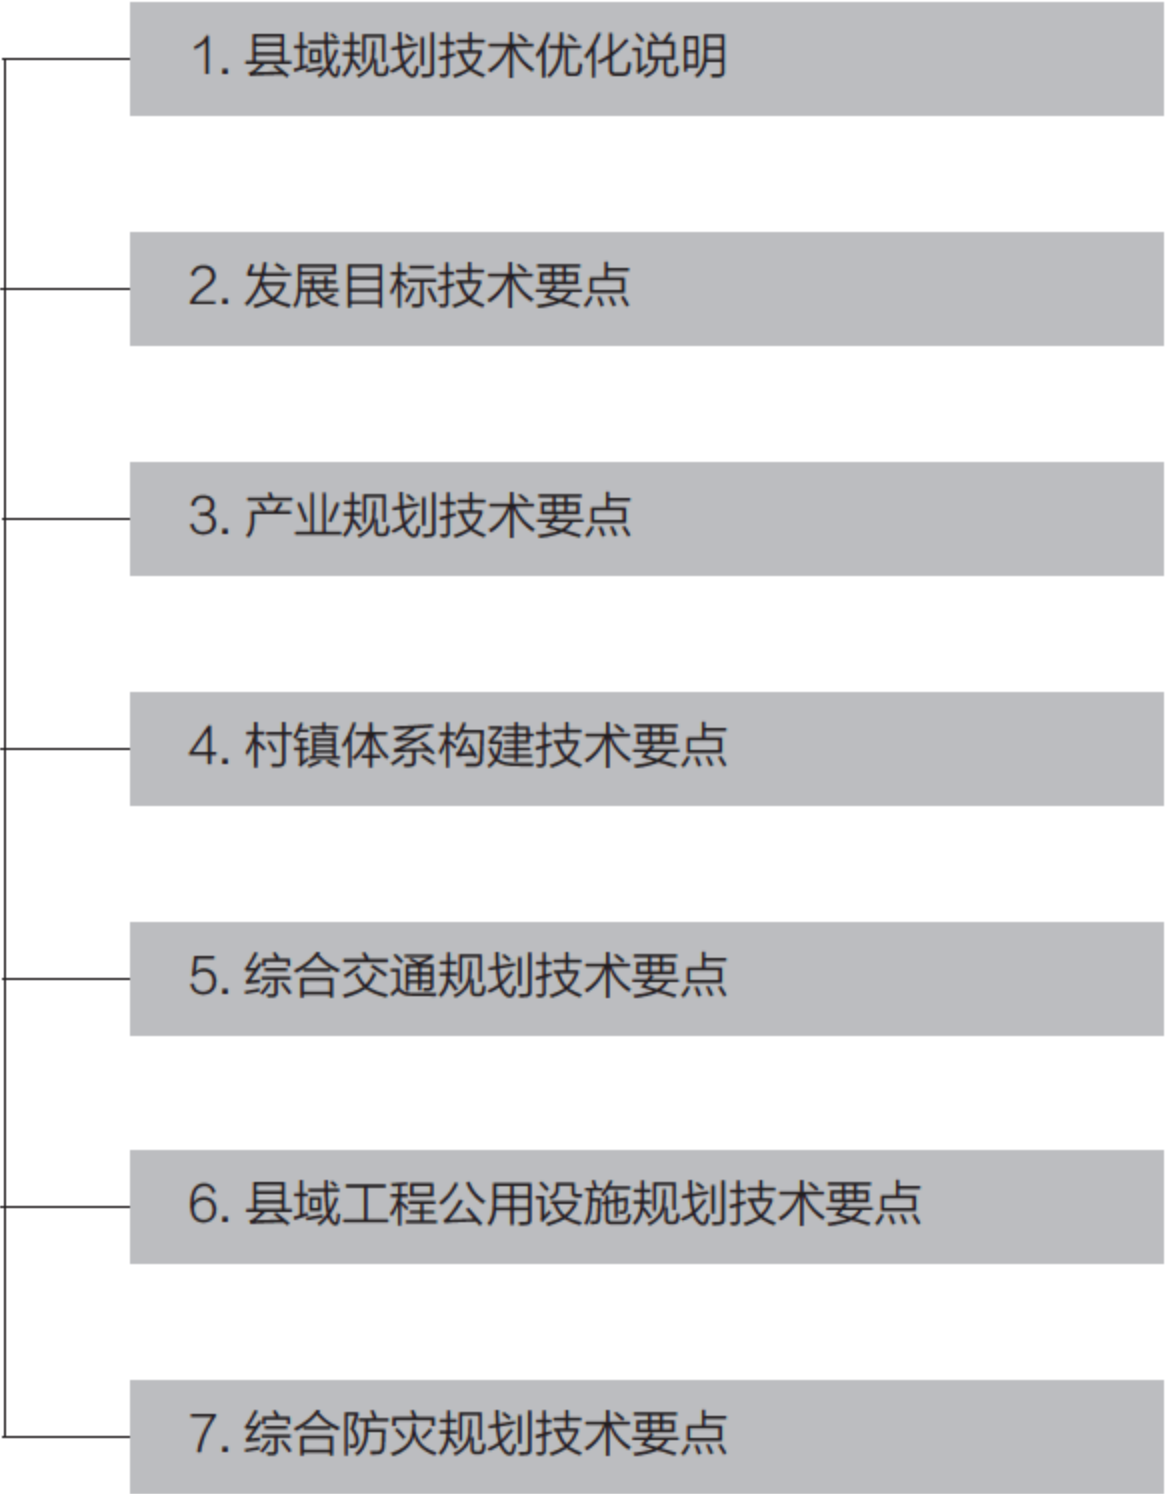 1. 县域规划技术优化说明
2. 发展目标技术要点
3. 产业规划技术要点
4. 村镇体系构建技术要点
5. 综合交通规划技术要点
6. 县域工程公用设施规划技术要点
7. 综合防灾规划技术要点